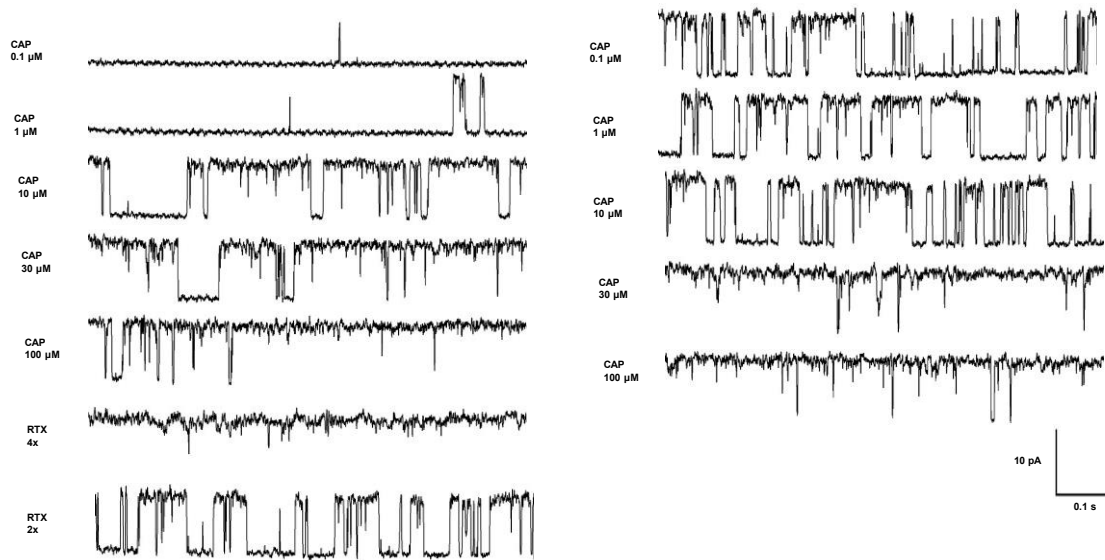 CAP
0.1 µM
CAP
1 µM
CAP
10 µM
CAP
30 µM
CAP
100 µM
RTX
4x
RTX
2x
CAP
0.1 µM
CAP
1 µM
CAP
10 µM
CAP
30 µM
CAP
100 µM
10 pA
0.1 s